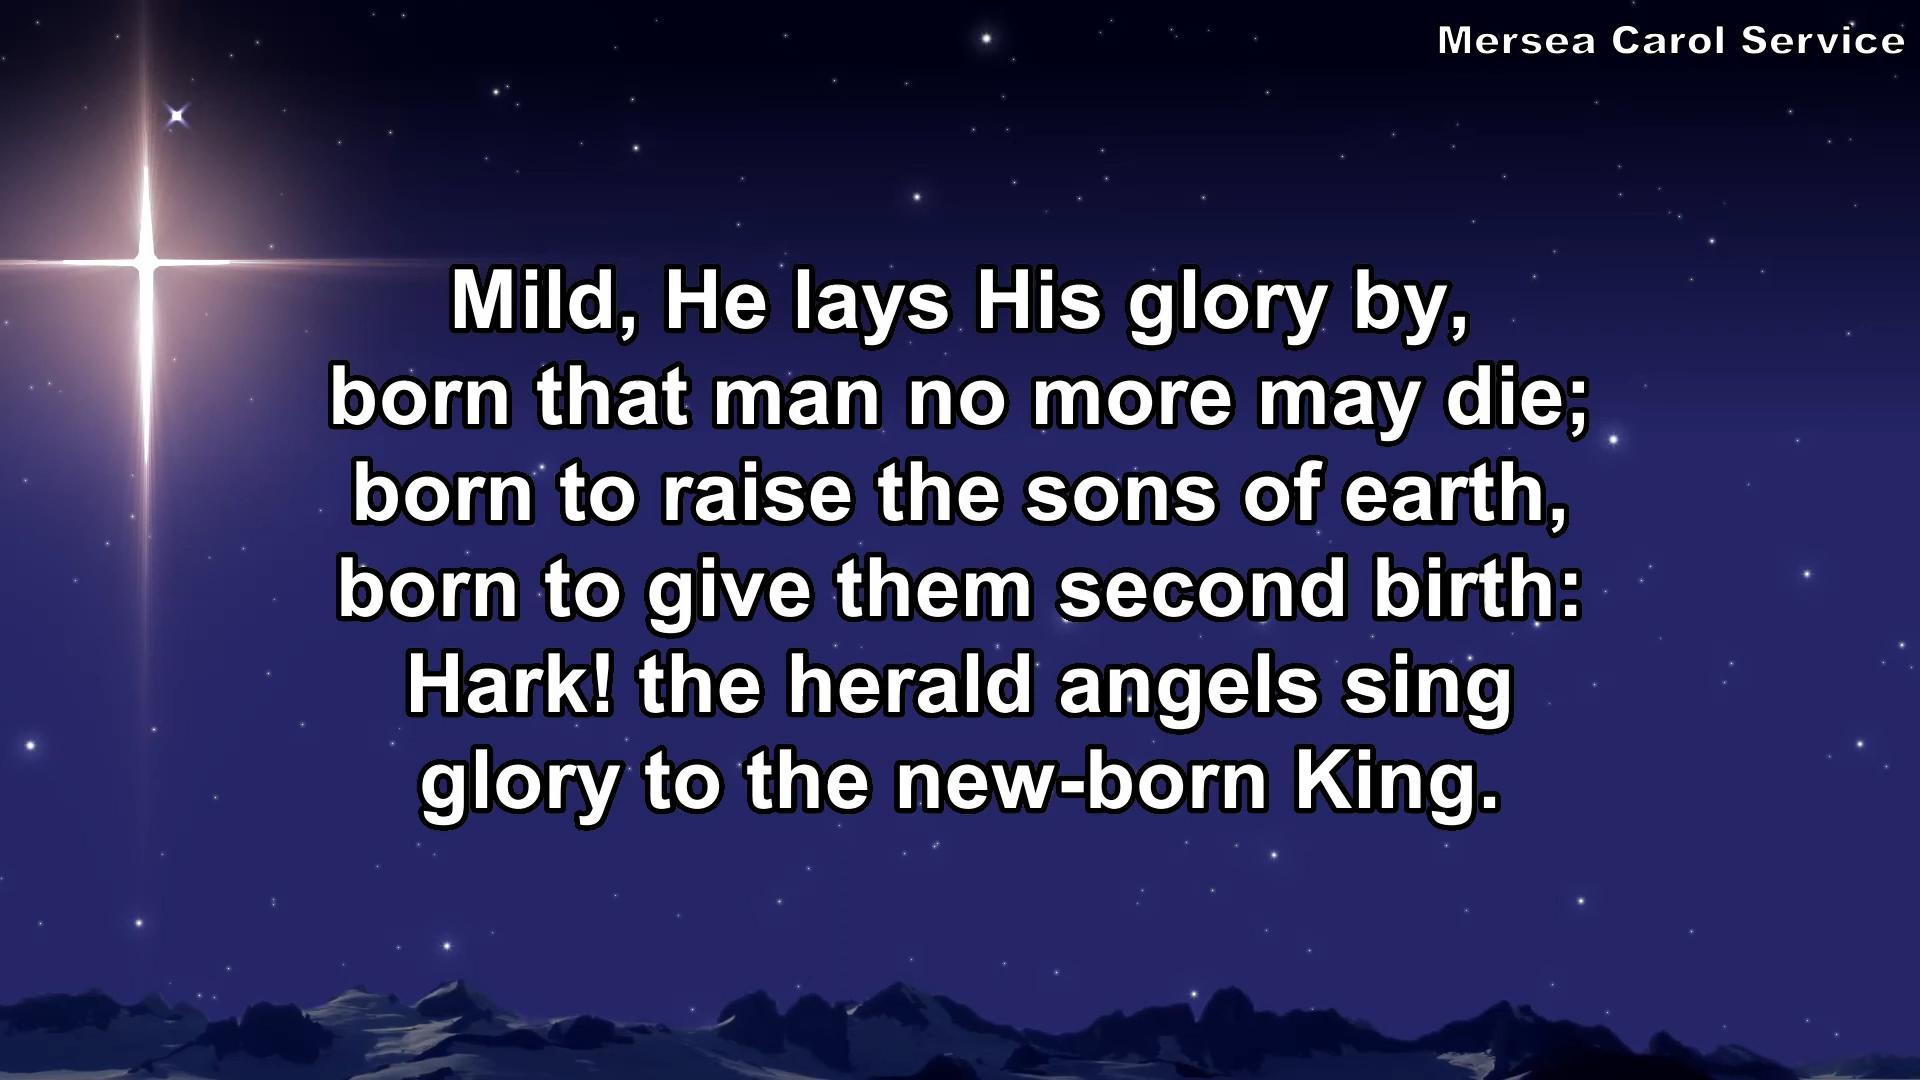 Mersea Carol Service
Mild, He lays His glory by,
born that man no more may die;
born to raise the sons of earth,
born to give them second birth:
Hark! the herald angels sing
glory to the new-born King.